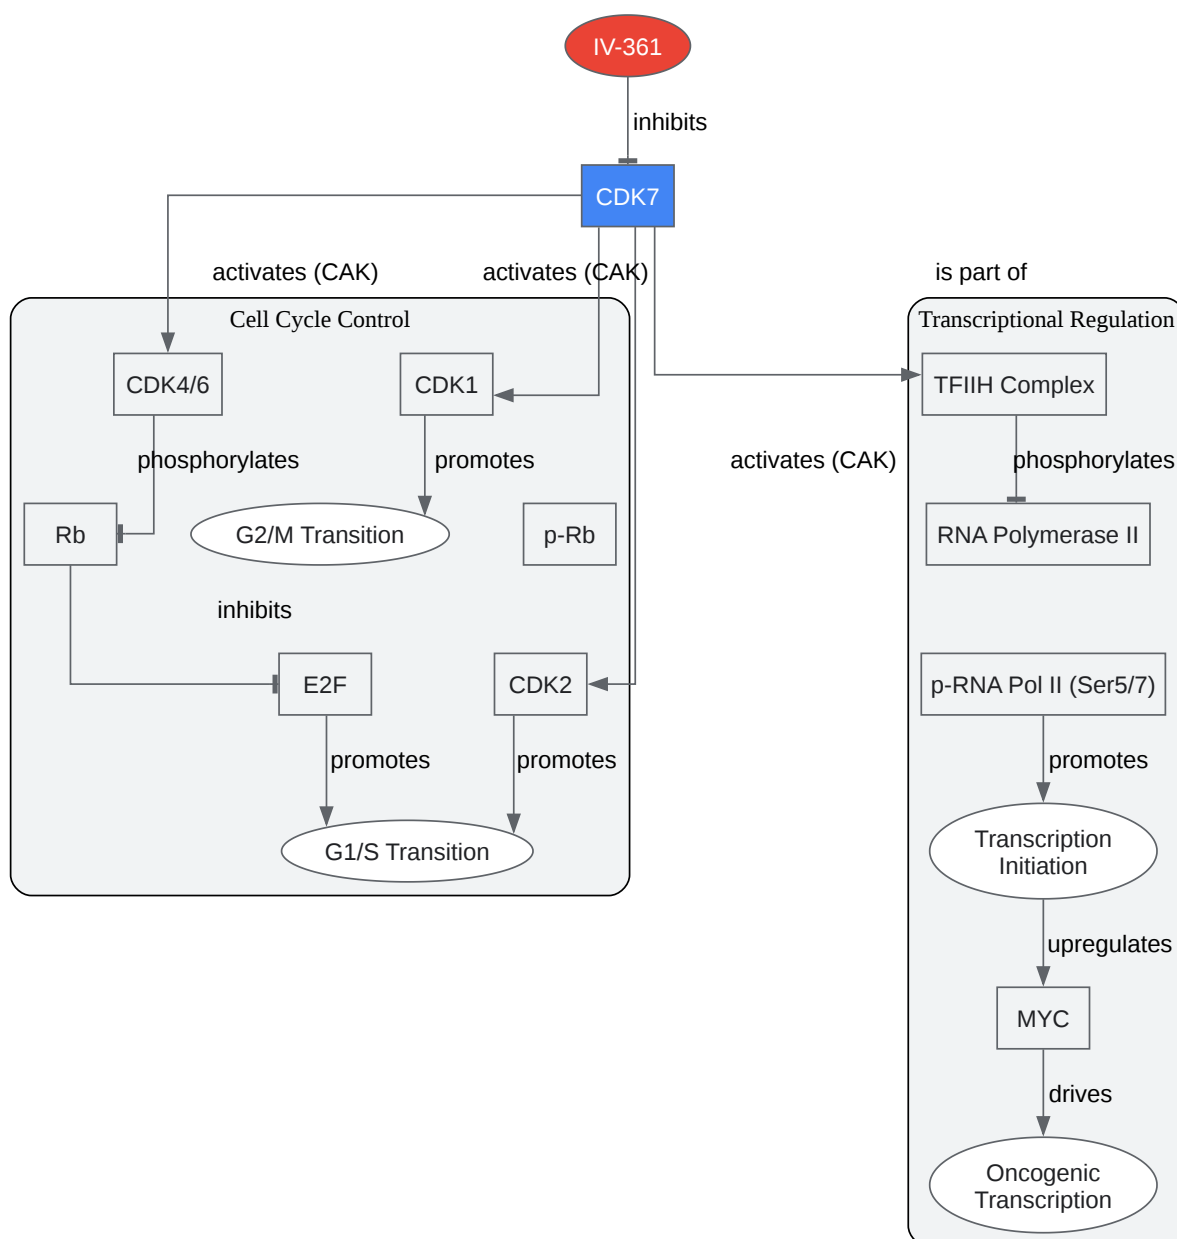 IV-361
inhibits
CDK7
activates (CAK)
activates (CAK)
is part of
Cell Cycle Control
Transcriptional Regulation
CDK4/6
CDK1
TFIIH Complex
phosphorylates
promotes
activates (CAK)
phosphorylates
Rb
G2/M Transition
p-Rb
RNA Polymerase II
inhibits
E2F
CDK2
p-RNA Pol II (Ser5/7)
promotes
promotes
promotes
G1/S Transition
Transcription
Initiation
upregulates
MYC
drives
Oncogenic
Transcription